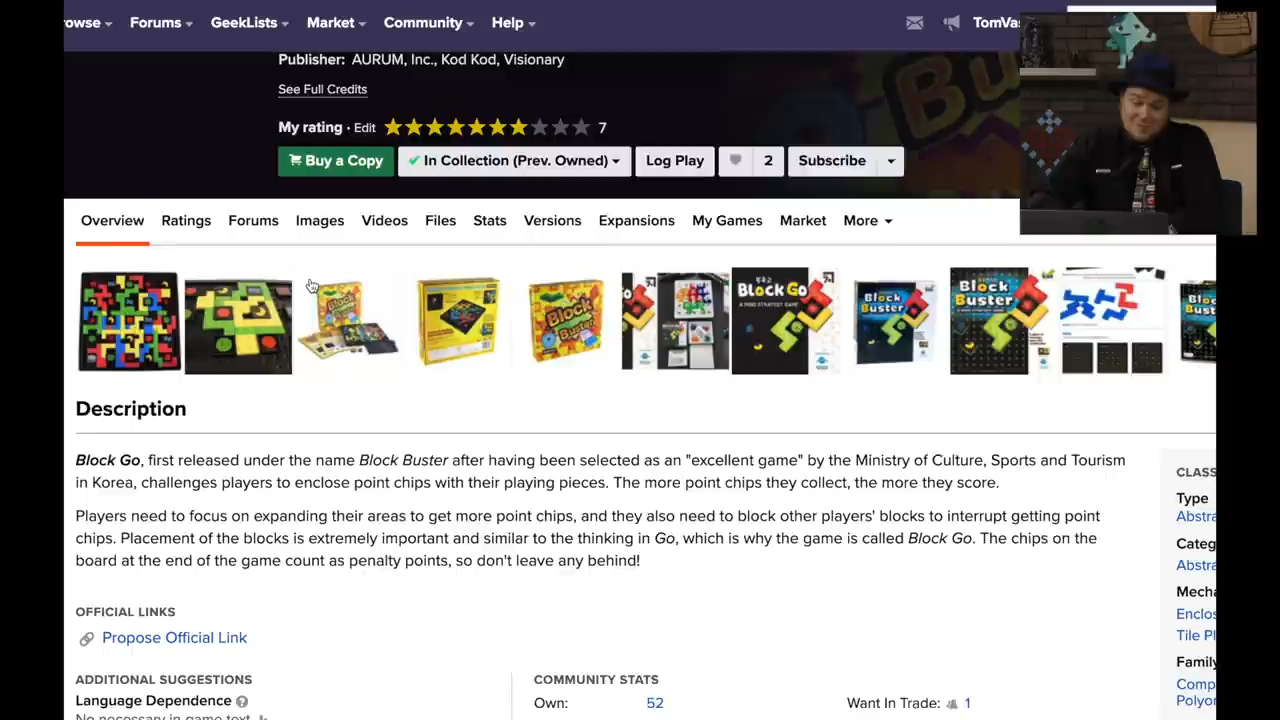 Forums GeekLists Market Community Help
Publisher: AURUM, Inc., Kod Kod, Visionary
See Full Credits
My rating · Edit 7
Buy a Copy In Collection (Prev. Owned) Log Play 2 Subscribe
Overview Ratings Forums Images Videos Files Stats Versions Expansions My Games Market More
Block Buster
Block Go
Block Buster
Block Buster
Description
Block Go, first released under the name Block Buster after having been selected as an "excellent game" by the Ministry of Culture, Sports and Tourism
in Korea, challenges players to enclose point chips with their playing pieces. The more point chips they collect, the more they score.
Players need to focus on expanding their areas to get more point chips, and they also need to block other players' blocks to interrupt getting point
chips. Placement of the blocks is extremely important and similar to the thinking in Go, which is why the game is called Block Go. The chips on the
board at the end of the game count as penalty points, so don't leave any behind!
OFFICIAL LINKS
Propose Official Link
ADDITIONAL SUGGESTIONS
Language Dependence
No necessary in-game text
COMMUNITY STATS
Own: 52
Want In Trade: 1
CLASS
Type
Abstra
Categ
Abstra
Mecha
Enclos
Tile Pl
Family
Comp
Polyor